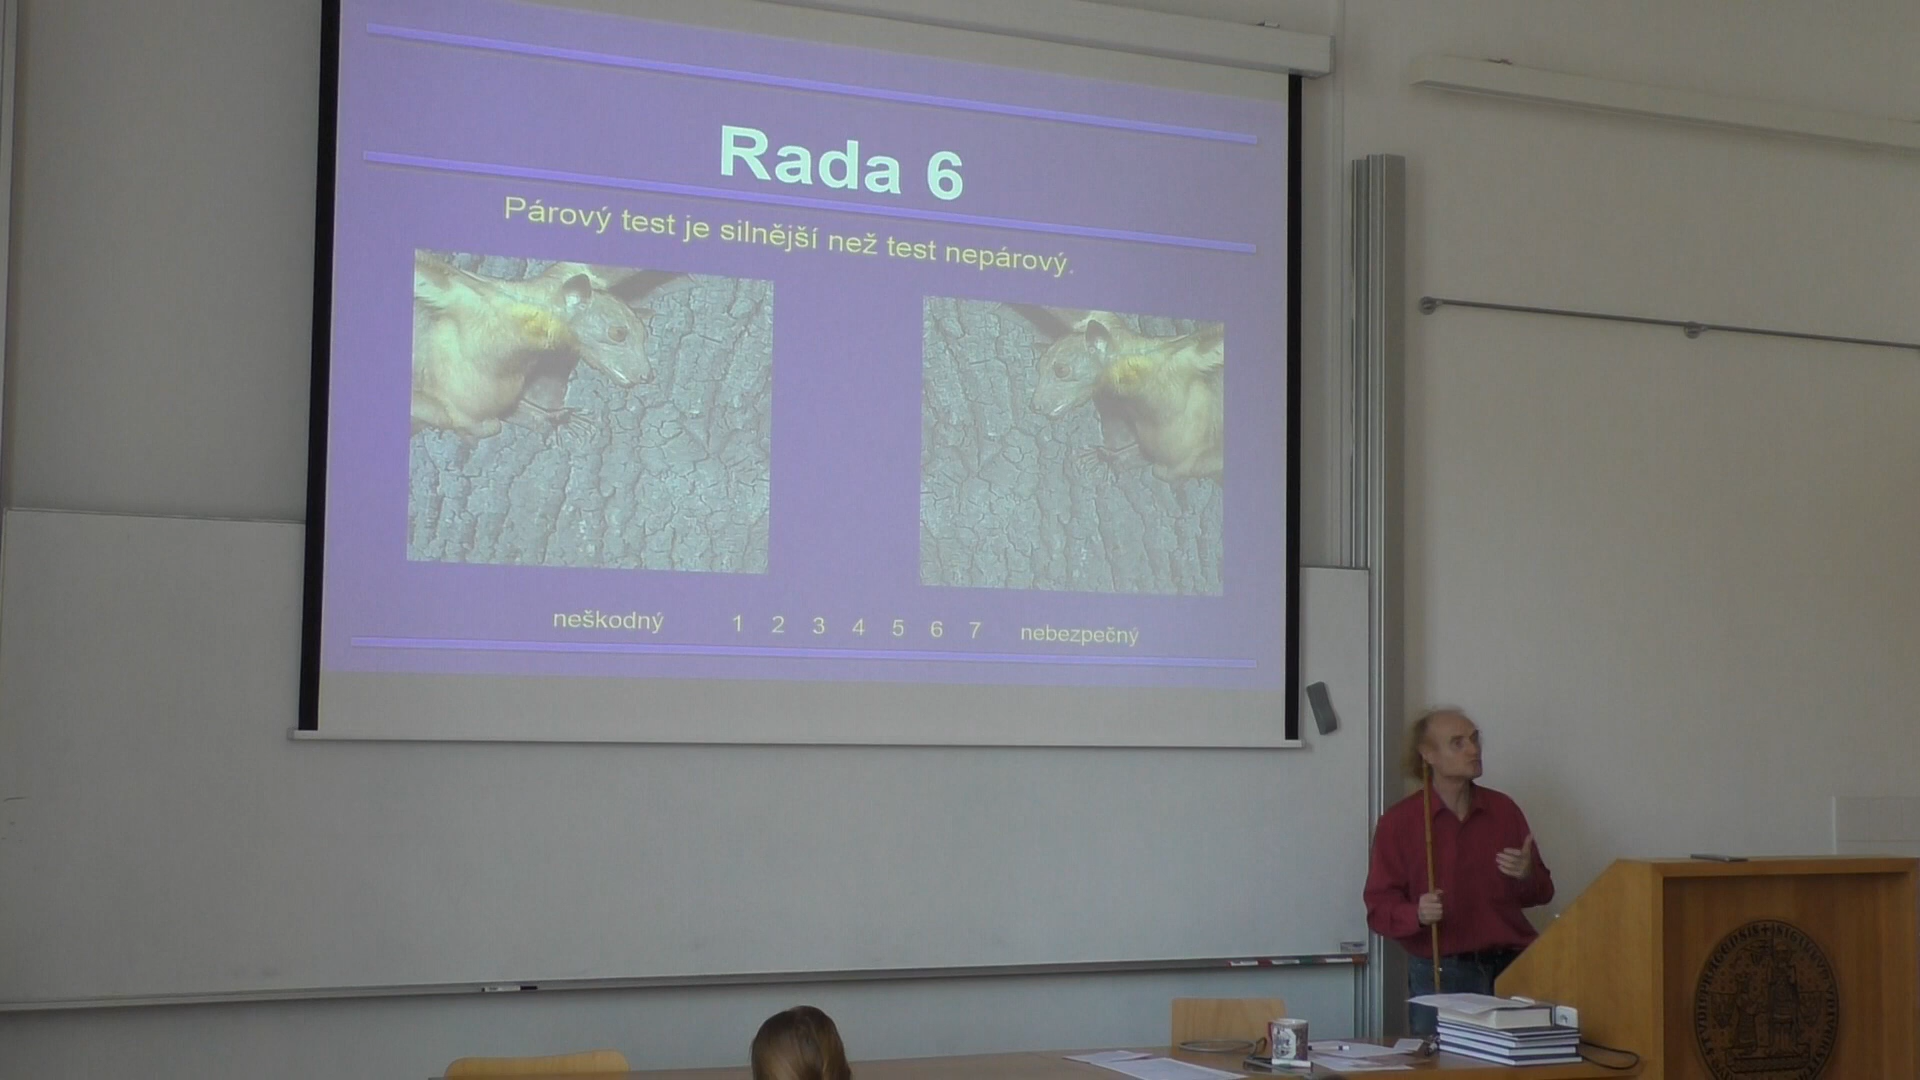 Rada 6
Párový test je silnější než test nepárový.
neškodný 1 2 3 4 5 6 7 nebezpečný